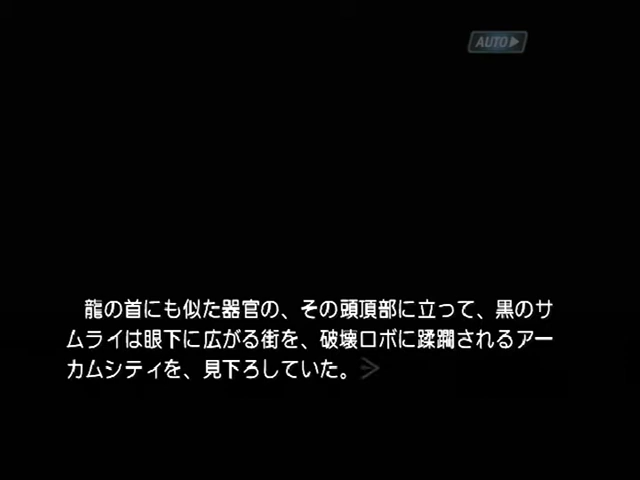 AUTO▶
龍の首にも似た器官の、その頭頂部に立って、黒のサ
ムライは眼下に広がる街を、破壊ロボに蹂躙されるアー
カムシティを、見下ろしていた。